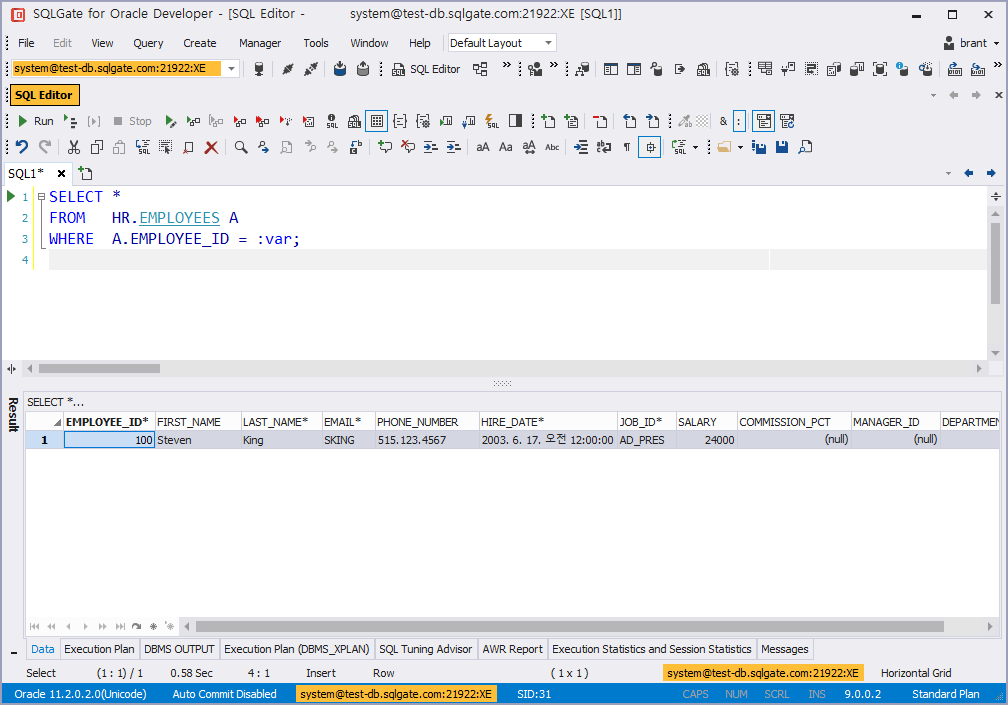 SQLGate for Oracle Developer - [SQL Editor - system@test-db.sqlgate.com:21922:XE [SQL1]]
File Edit View Query Create Manager Tools Window Help Default Layout brant
system@test-db.sqlgate.com:21922:XE SQL Editor
SQL Editor
Run Stop
SQL1*
1 SELECT *
2 FROM HR.EMPLOYEES A
3 WHERE A.EMPLOYEE_ID = :var;
4
Result
SELECT *...
EMPLOYEE_ID* FIRST_NAME LAST_NAME* EMAIL* PHONE_NUMBER HIRE_DATE* JOB_ID* SALARY COMMISSION_PCT MANAGER_ID DEPARTMEN
1 100 Steven King SKING 515.123.4567 2003. 6. 17. 오전 12:00:00 AD_PRES 24000 (null) (null)
Data Execution Plan DBMS OUTPUT Execution Plan (DBMS_XPLAN) SQL Tuning Advisor AWR Report Execution Statistics and Session Statistics Messages
Select (1 : 1) / 1 0.58 Sec 4 : 1 Insert Row ( 1 x 1 ) system@test-db.sqlgate.com:21922:XE Horizontal Grid
Oracle 11.2.0.2.0(Unicode) Auto Commit Disabled system@test-db.sqlgate.com:21922:XE SID:31 CAPS NUM SCRL INS 9.0.0.2 Standard Plan